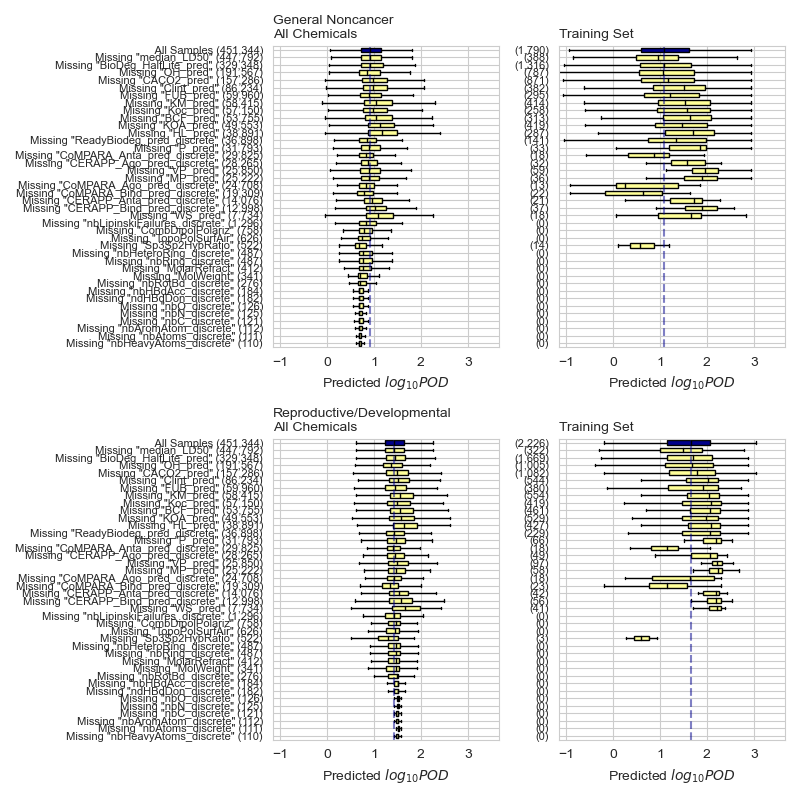 General Noncancer
All Chemicals
Training Set
All Samples (451,344)
Missing "median_LD50" (447,792)
Missing "BioDeg_HalfLife_pred" (329,348)
Missing "OH_pred" (191,567)
Missing "CACO2_pred" (157,286)
Missing "Clint_pred" (86,234)
Missing "FUB_pred" (59,960)
Missing "KM_pred" (58,415)
Missing "Koc_pred" (57,150)
Missing "BCF_pred" (53,755)
Missing "KOA_pred" (49,553)
Missing "HL_pred" (38,891)
Missing "ReadyBiodeg_pred_discrete" (36,898)
Missing "P_pred" (31,793)
Missing "CoMPARA_Anta_pred_discrete" (29,825)
Missing "CERAPP_Ago_pred_discrete" (28,265)
Missing "VP_pred" (25,850)
Missing "MP_pred" (25,222)
Missing "CoMPARA_Ago_pred_discrete" (24,708)
Missing "CoMPARA_Bind_pred_discrete" (19,309)
Missing "CERAPP_Anta_pred_discrete" (14,076)
Missing "CERAPP_Bind_pred_discrete" (12,998)
Missing "WS_pred" (7,734)
Missing "nbLipinskiFailures_discrete" (1,296)
Missing "CombDipolPolariz" (758)
Missing "TopoPolSurfAir" (626)
Missing "Sp3Sp2HybRatio" (522)
Missing "nbHeteroRing_discrete" (487)
Missing "nbRing_discrete" (487)
Missing "MolarRefract" (412)
Missing "MolWeight" (341)
Missing "nbRotBd_discrete" (276)
Missing "nbHBdAcc_discrete" (184)
Missing "ndHBdDon_discrete" (182)
Missing "nbO_discrete" (126)
Missing "nbN_discrete" (125)
Missing "nbC_discrete" (121)
Missing "nbAromAtom_discrete" (112)
Missing "nbAtoms_discrete" (111)
Missing "nbHeavyAtoms_discrete" (110)
(1,790)
(388)
(1,316)
(787)
(871)
(382)
(295)
(414)
(258)
(313)
(419)
(287)
(141)
(33)
(18)
(32)
(59)
(36)
(13)
(22)
(21)
(37)
(18)
(0)
(0)
(0)
(14)
(0)
(0)
(0)
(0)
(0)
(0)
(0)
(0)
(0)
(0)
(0)
(0)
(0)
−1 0 1 2 3
−1 0 1 2 3
Predicted log10POD
Predicted log10POD
Reproductive/Developmental
All Chemicals
Training Set
All Samples (451,344)
Missing "median_LD50" (447,792)
Missing "BioDeg_HalfLife_pred" (329,348)
Missing "OH_pred" (191,567)
Missing "CACO2_pred" (157,286)
Missing "Clint_pred" (86,234)
Missing "FUB_pred" (59,960)
Missing "KM_pred" (58,415)
Missing "Koc_pred" (57,150)
Missing "BCF_pred" (53,755)
Missing "KOA_pred" (49,553)
Missing "HL_pred" (38,891)
Missing "ReadyBiodeg_pred_discrete" (36,898)
Missing "P_pred" (31,793)
Missing "CoMPARA_Anta_pred_discrete" (29,825)
Missing "CERAPP_Ago_pred_discrete" (28,265)
Missing "VP_pred" (25,850)
Missing "MP_pred" (25,222)
Missing "CoMPARA_Ago_pred_discrete" (24,708)
Missing "CoMPARA_Bind_pred_discrete" (19,309)
Missing "CERAPP_Anta_pred_discrete" (14,076)
Missing "CERAPP_Bind_pred_discrete" (12,998)
Missing "WS_pred" (7,734)
Missing "nbLipinskiFailures_discrete" (1,296)
Missing "CombDipolPolariz" (758)
Missing "TopoPolSurfAir" (626)
Missing "Sp3Sp2HybRatio" (522)
Missing "nbHeteroRing_discrete" (487)
Missing "nbRing_discrete" (487)
Missing "MolarRefract" (412)
Missing "MolWeight" (341)
Missing "nbRotBd_discrete" (276)
Missing "nbHBdAcc_discrete" (184)
Missing "ndHBdDon_discrete" (182)
Missing "nbO_discrete" (126)
Missing "nbN_discrete" (125)
Missing "nbC_discrete" (121)
Missing "nbAromAtom_discrete" (112)
Missing "nbAtoms_discrete" (111)
Missing "nbHeavyAtoms_discrete" (110)
(2,226)
(322)
(1,669)
(1,005)
(1,082)
(544)
(380)
(554)
(419)
(461)
(529)
(427)
(229)
(66)
(18)
(49)
(97)
(58)
(18)
(23)
(42)
(56)
(41)
(0)
(0)
(0)
(3)
(0)
(0)
(0)
(0)
(0)
(0)
(0)
(0)
(0)
(0)
(0)
(0)
(0)
−1 0 1 2 3
−1 0 1 2 3
Predicted log10POD
Predicted log10POD